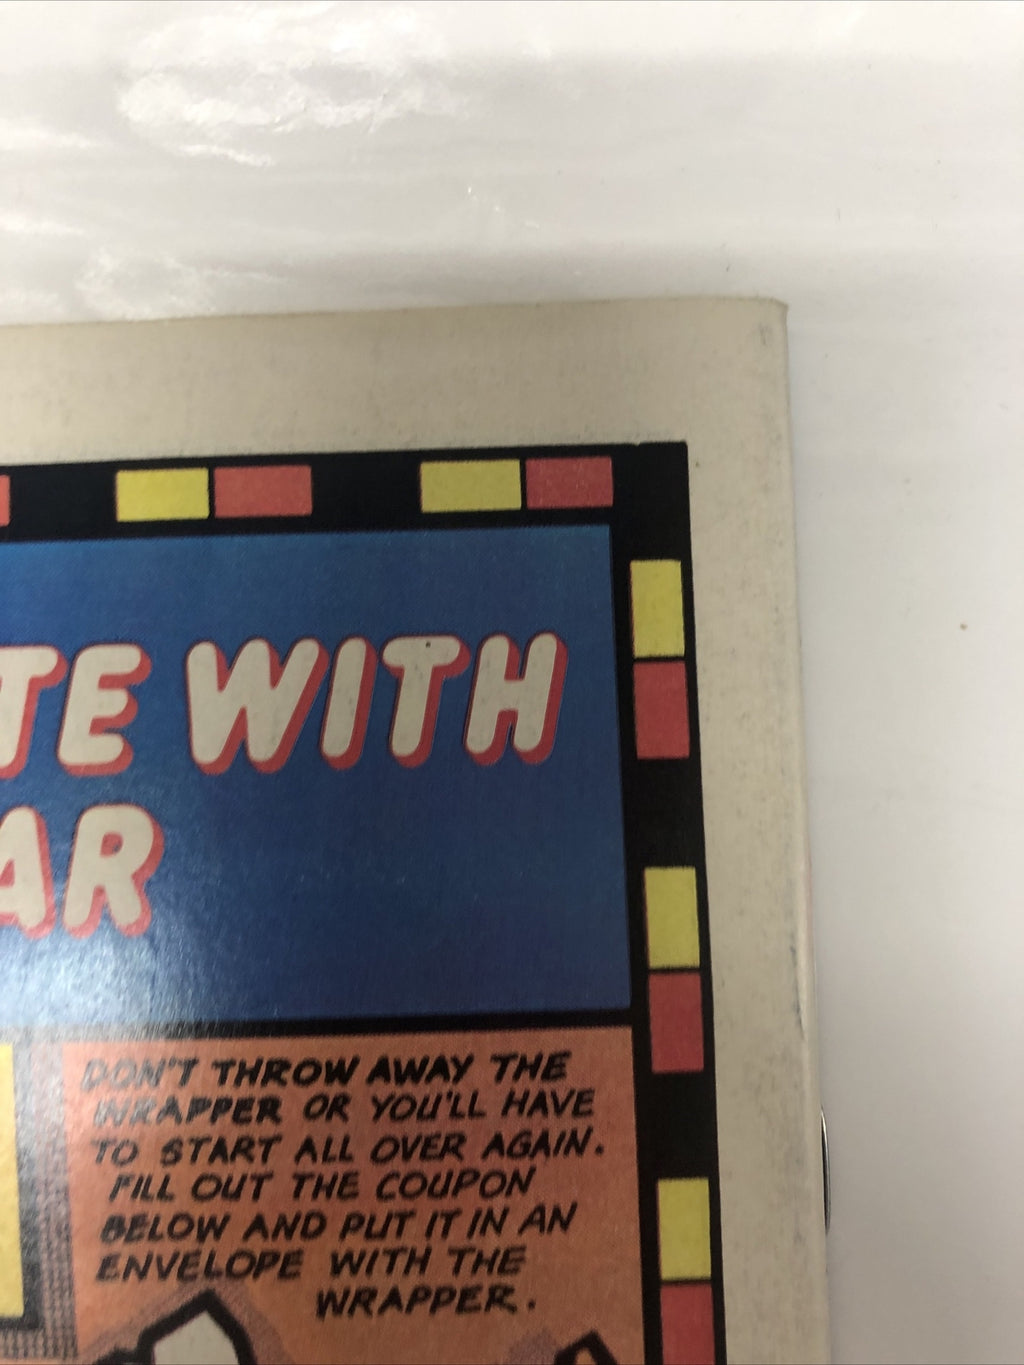 TE WITH
AR
DON'T THROW AWAY THE
WRAPPER OR YOU'LL HAVE
TO START ALL OVER AGAIN.
FILL OUT THE COUPON
BELOW AND PUT IT IN AN
ENVELOPE WITH THE
WRAPPER.